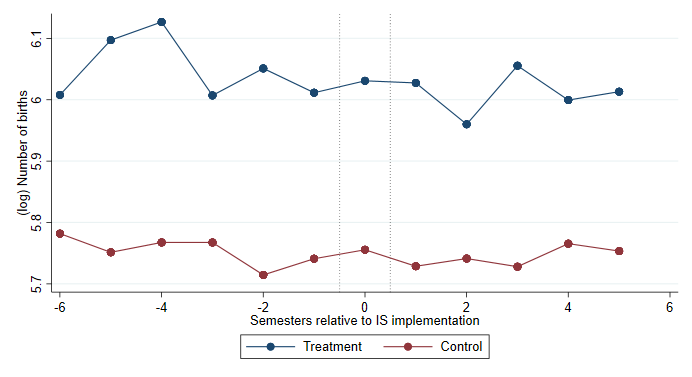 (log) Number of births
6.1
6
5.9
5.8
5.7
-6 -4 -2 0 2 4 6
Semesters relative to IS implementation
Treatment Control